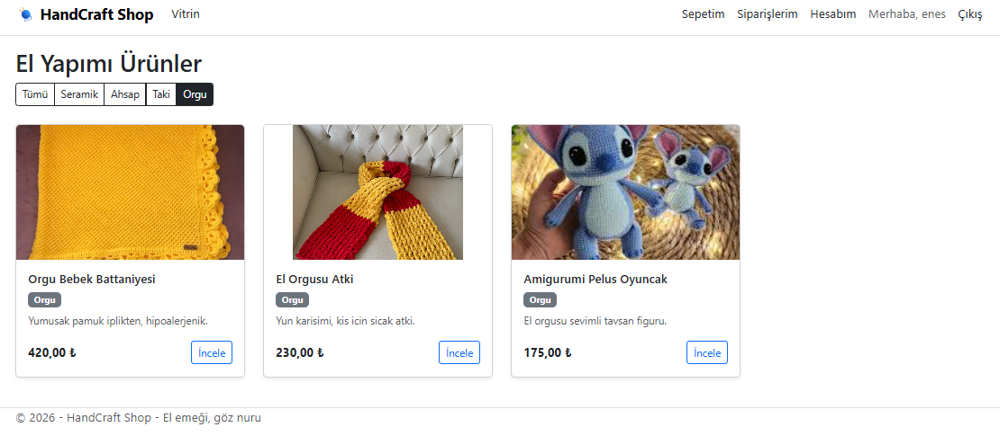 HandCraft Shop Vitrin Sepetim Siparişlerim Hesabım Merhaba, enes Çıkış
El Yapımı Ürünler
Tümü Seramik Ahsap Taki Orgu
Orgu Bebek Battaniyesi
Orgu
Yumusak pamuk iplikten, hipoalerjenik.
420,00 ₺ İncele
El Orgusu Atki
Orgu
Yun karisimi, kis icin sicak atki.
230,00 ₺ İncele
Amigurumi Pelus Oyuncak
Orgu
El orgusu sevimli tavsan figuru.
175,00 ₺ İncele
© 2026 - HandCraft Shop - El emeği, göz nuru